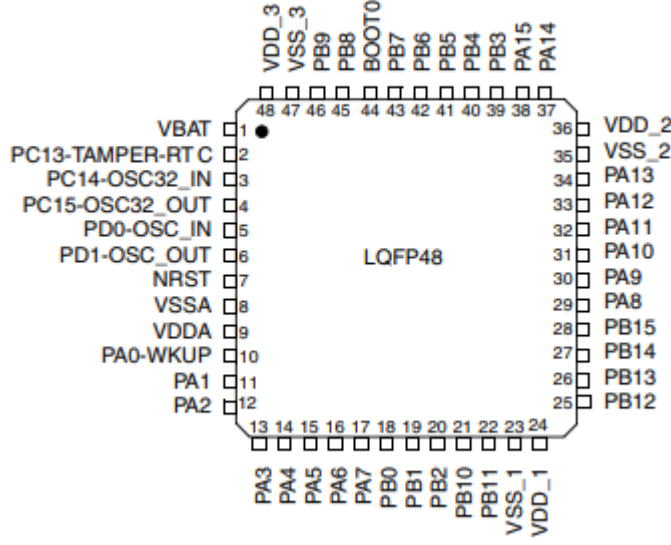 VDD_3
VSS_3
PB9
PB8
BOOT0
PB7
PB6
PB5
PB4
PB3
PA15
PA14
48 47 46 45 44 43 42 41 40 39 38 37
VBAT 1
PC13-TAMPER-RTC 2
PC14-OSC32_IN 3
PC15-OSC32_OUT 4
PD0-OSC_IN 5
PD1-OSC_OUT 6
NRST 7
VSSA 8
VDDA 9
PA0-WKUP 10
PA1 11
PA2 12
LQFP48
36 VDD_2
35 VSS_2
34 PA13
33 PA12
32 PA11
31 PA10
30 PA9
29 PA8
28 PB15
27 PB14
26 PB13
25 PB12
13 14 15 16 17 18 19 20 21 22 23 24
PA3
PA4
PA5
PA6
PA7
PB0
PB1
PB2
PB10
PB11
VSS_1
VDD_1